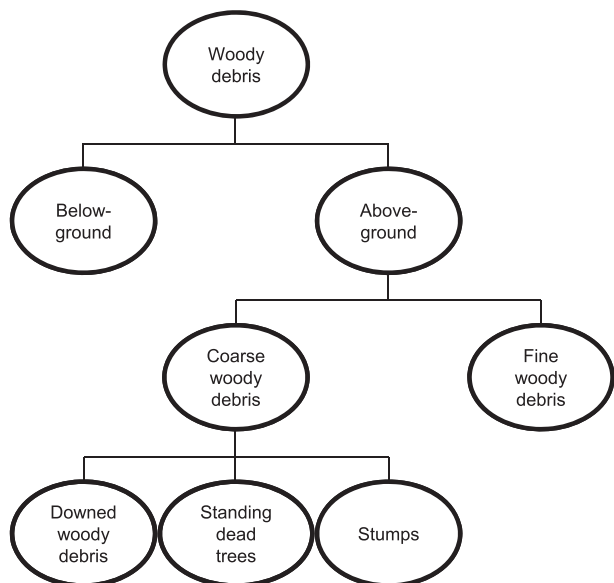 Woody
debris
Below-
ground
Above-
ground
Coarse
woody
debris
Fine
woody
debris
Downed
woody
debris
Standing
dead
trees
Stumps